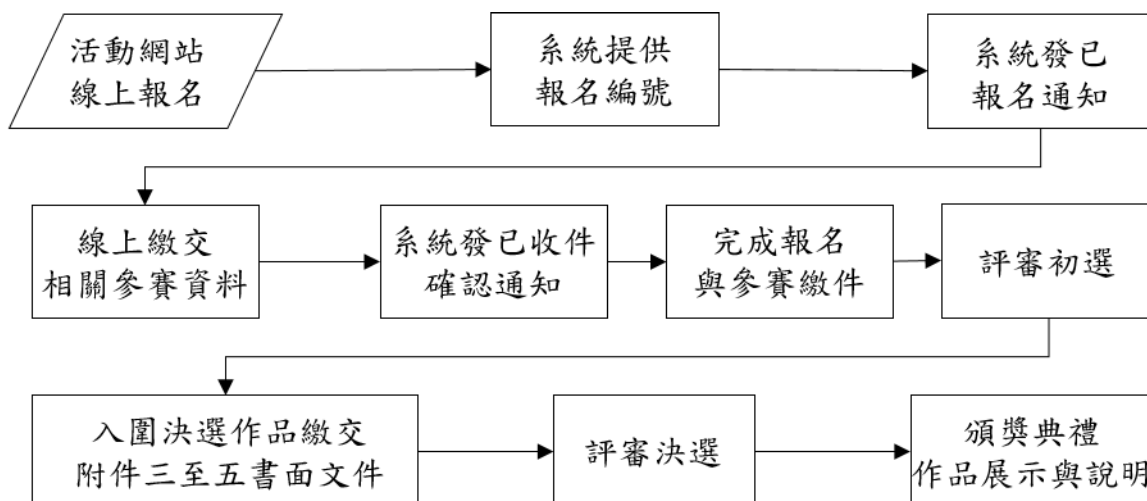 活動網站
線上報名
系統提供
報名編號
系統發已
報名通知
線上繳交
相關參賽資料
系統發已收件
確認通知
完成報名
與參賽繳件
評審初選
入圍決選作品繳交
附件三至五書面文件
評審決選
頒獎典禮
作品展示與說明